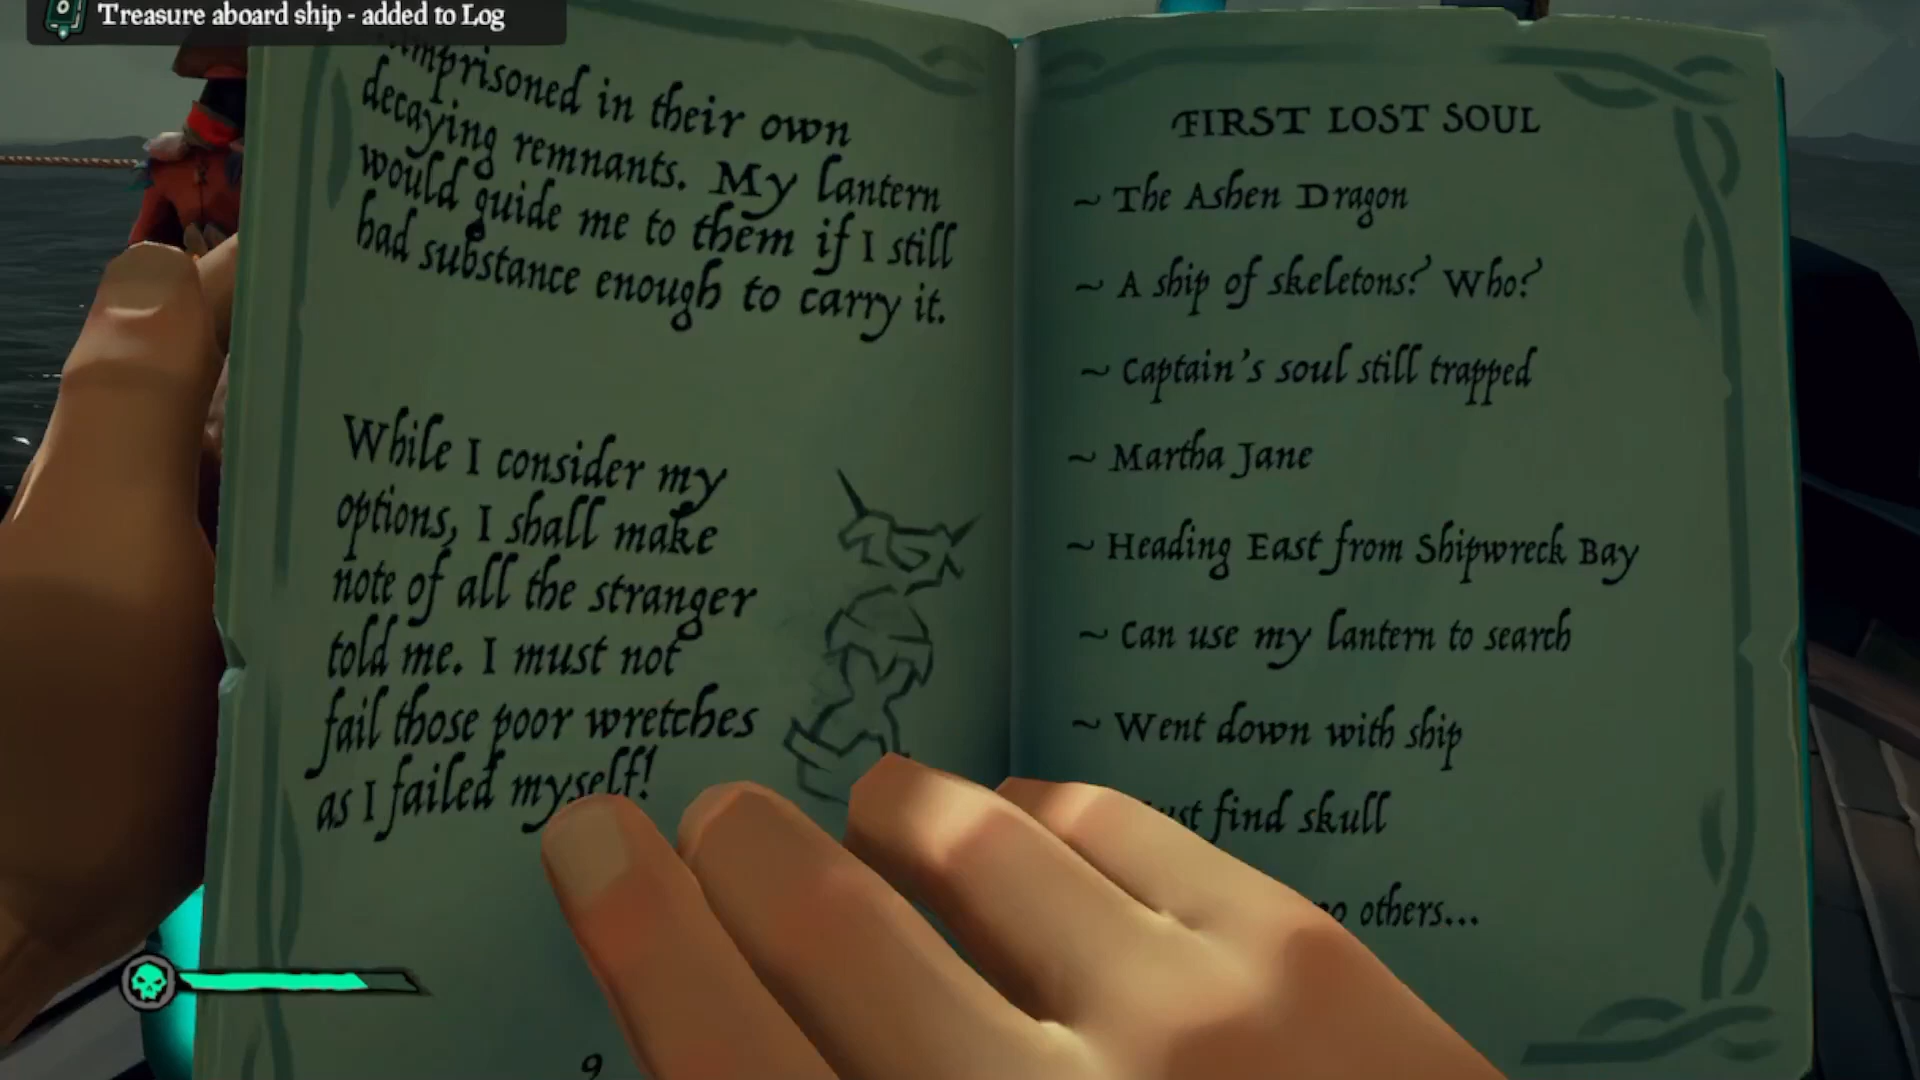 Treasure aboard ship - added to Log
imprisoned in their own
decaying remnants. My lantern
would guide me to them if I still
had substance enough to carry it.
While I consider my
options, I shall make
note of all the stranger
told me. I must not
fail those poor wretches
as I failed myself!
9
FIRST LOST SOUL
~ The Ashen Dragon
~ A ship of skeletons? Who?
~ Captain's soul still trapped
~ Martha Jane
~ Heading East from Shipwreck Bay
~ Can use my lantern to search
~ Went down with ship
find skull
others...